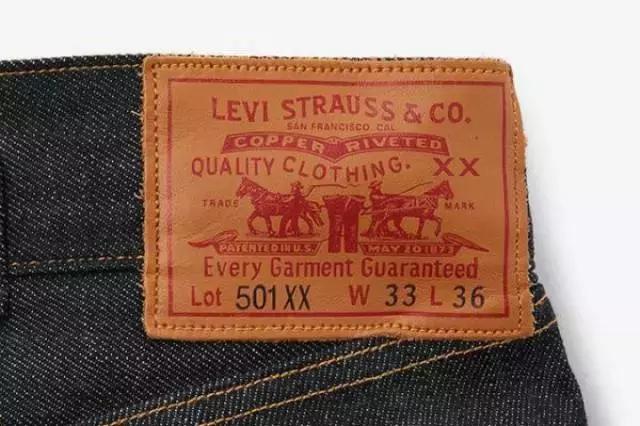 LEVI STRAUSS & CO.
SAN FRANCISCO, CAL.
COPPER RIVETED
QUALITY CLOTHING. XX
TRADE MARK
PATENTED IN U.S. MAY 20 1873
Every Garment Guaranteed
Lot 501XX W 33 L 36